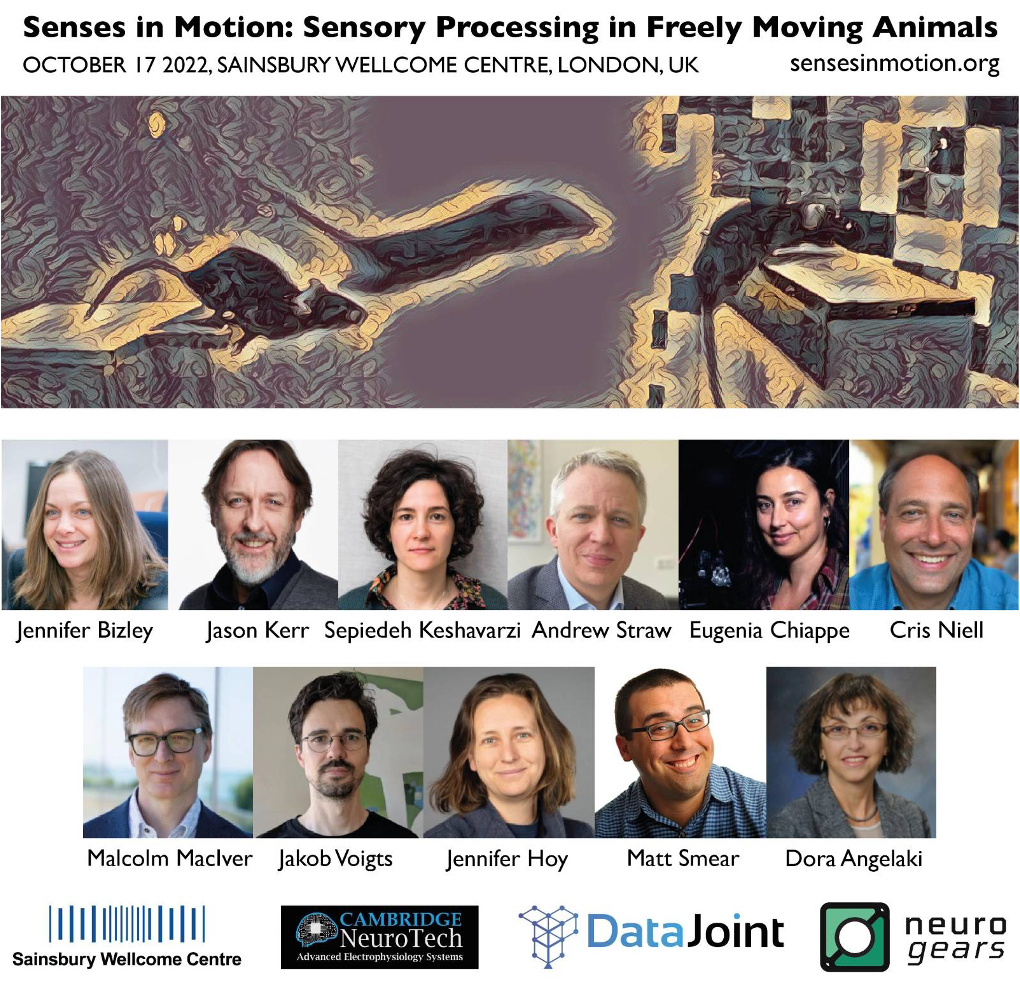 Senses in Motion: Sensory Processing in Freely Moving Animals
OCTOBER 17 2022, SAINSBURY WELLCOME CENTRE, LONDON, UK
sensesinmotion.org
Jennifer Bizley
Jason Kerr
Sepiedeh Keshavarzi
Andrew Straw
Eugenia Chiappe
Cris Niell
Malcolm MacIver
Jakob Voigts
Jennifer Hoy
Matt Smear
Dora Angelaki
Sainsbury Wellcome Centre
CAMBRIDGE
NeuroTech
Advanced Electrophysiology Systems
DataJoint
neuro
gears